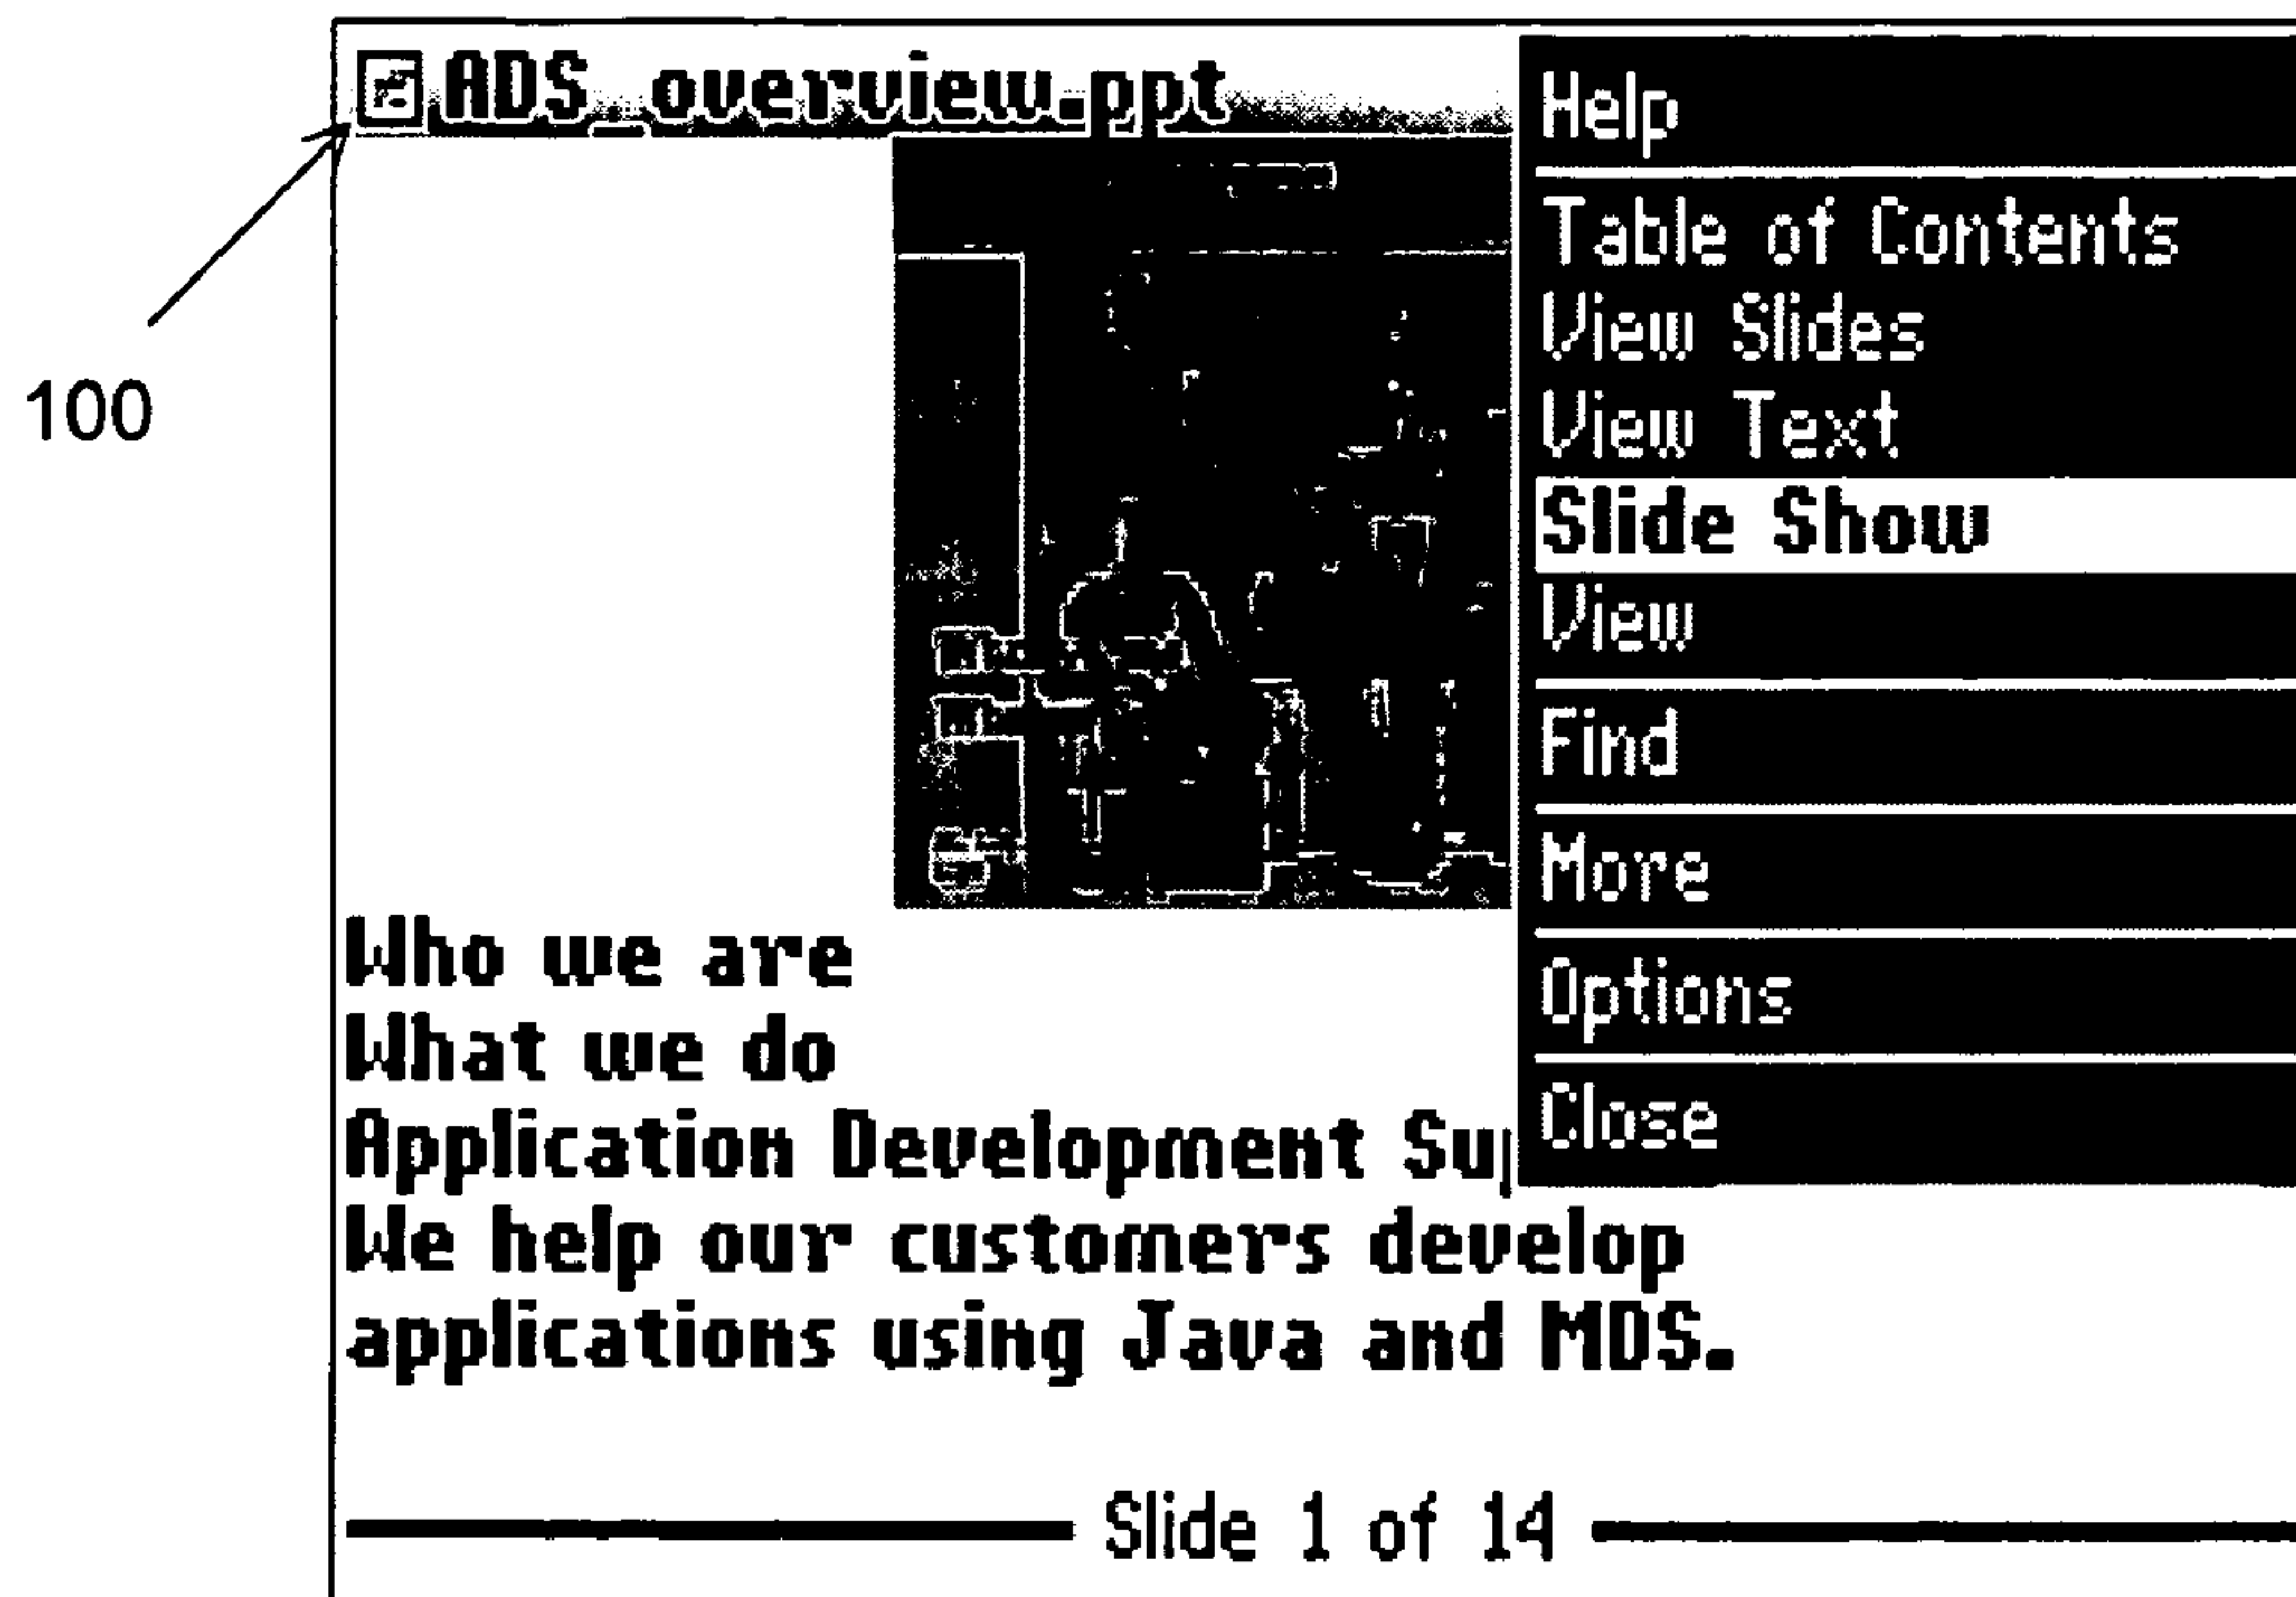 ADS_overview.ppt
100
Help
Table of Contents
View Slides
View Text
Slide Show
View
Find
More
Options
Close
Who we are
What we do
Application Development Sup
We help our customers develop
applications using Java and MDS.
Slide 1 of 14